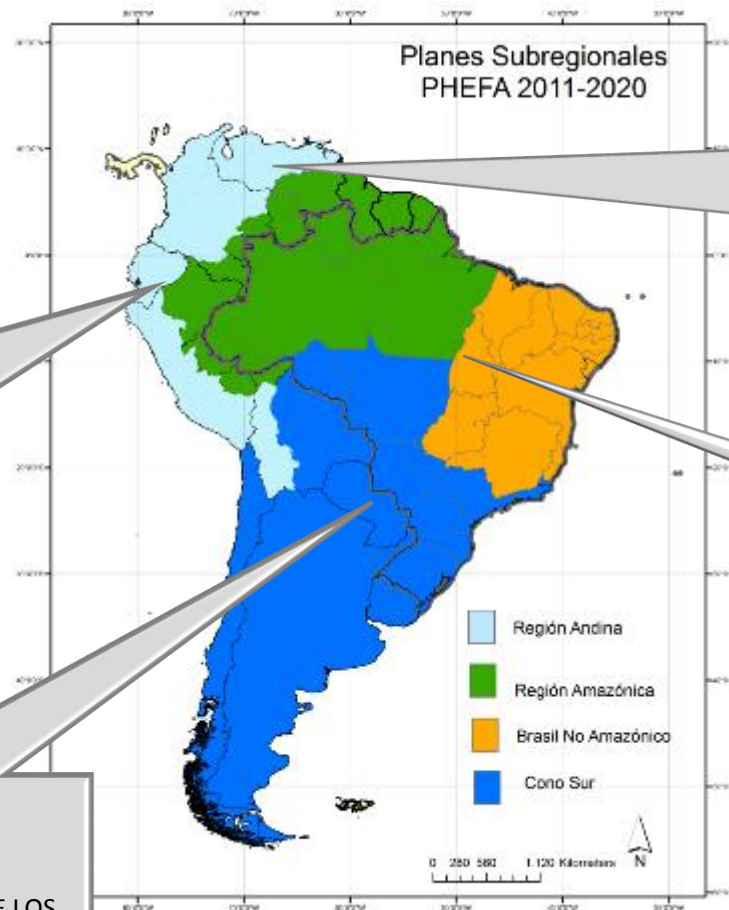 Planes Subregionales
PHEFA 2011-2020
Región Andina
Región Amazónica
Brasil No Amazónico
Cono Sur
0 280 560 1.120 Kilometers
N
E LOS